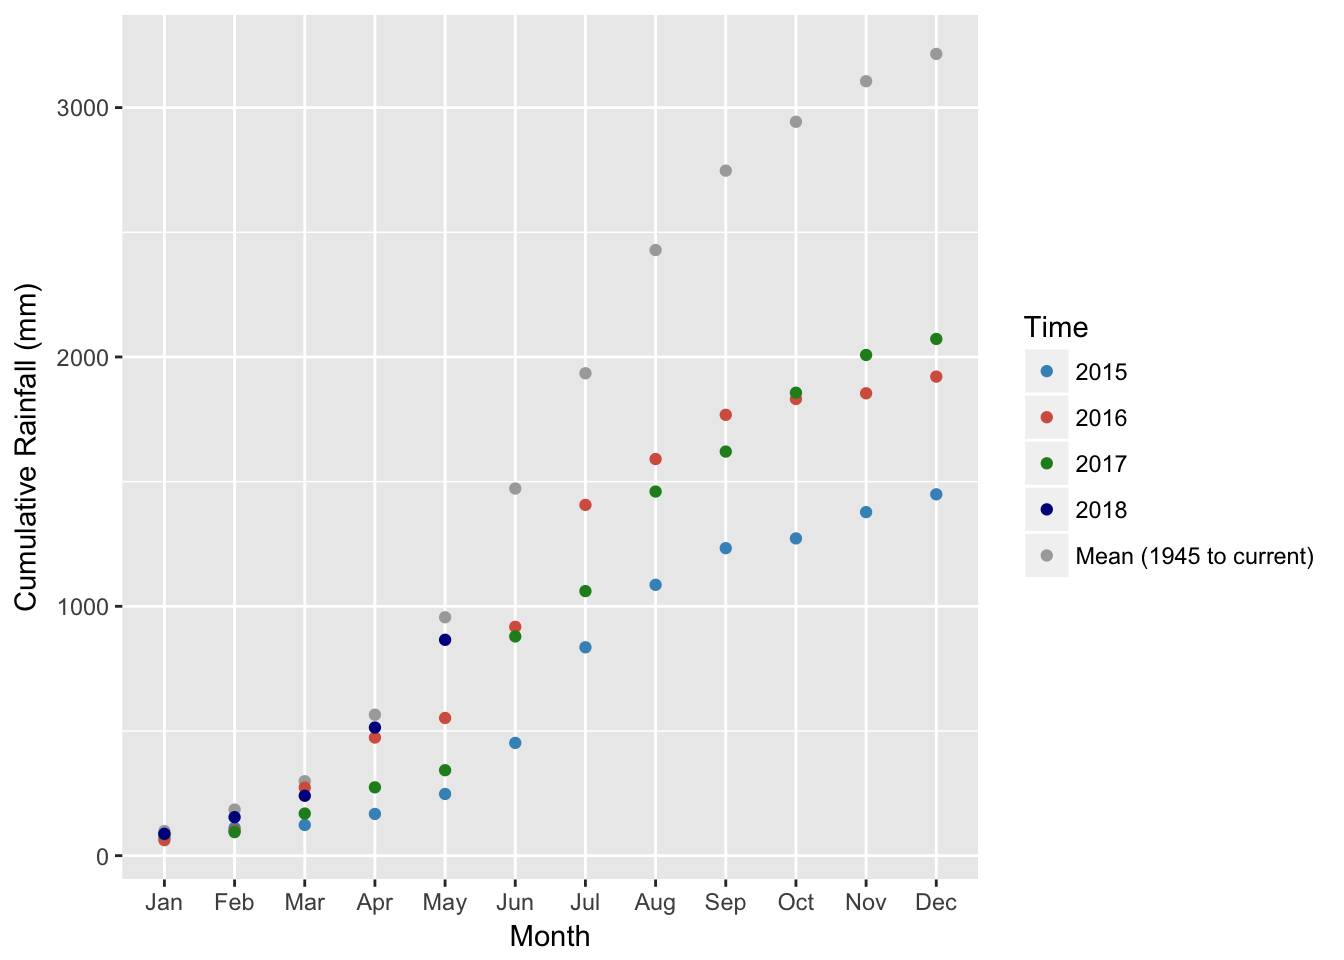 Cumulative Rainfall (mm)
3000
2000
1000
0
Jan Feb Mar Apr May Jun Jul Aug Sep Oct Nov Dec
Month
Time
2015
2016
2017
2018
Mean (1945 to current)